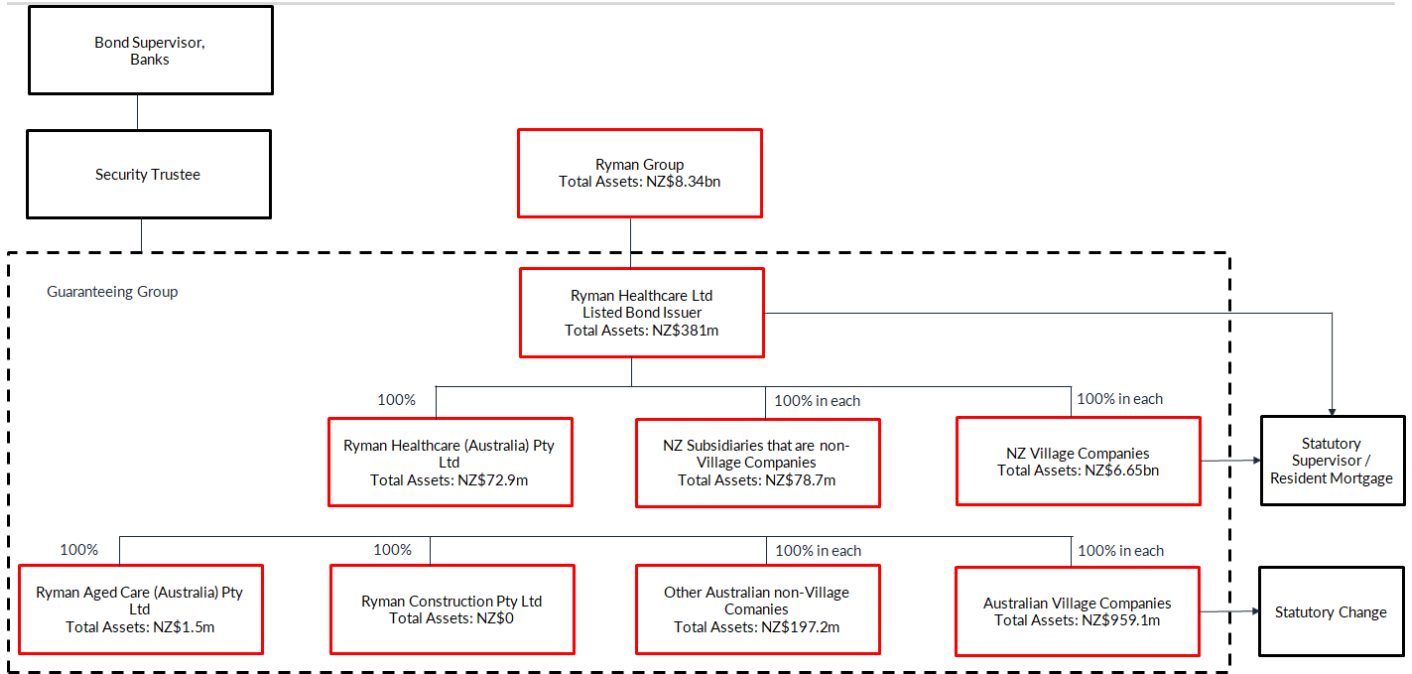 Bond Supervisor,
Banks
Security Trustee
Ryman Group
Total Assets: NZ$8.34bn
Guaranteeing Group
Ryman Healthcare Ltd
Listed Bond Issuer
Total Assets: NZ$381m
100%
100% in each
100% in each
Ryman Healthcare (Australia) Pty
Ltd
Total Assets: NZ$72.9m
NZ Subsidiaries that are non-
Village Companies
Total Assets: NZ$78.7m
NZ Village Companies
Total Assets: NZ$6.65bn
Statutory
Supervisor /
Resident Mortgage
100%
100%
100% in each
100% in each
Ryman Aged Care (Australia) Pty
Ltd
Total Assets: NZ$1.5m
Ryman Construction Pty Ltd
Total Assets: NZ$0
Other Australian non-Village
Comanies
Total Assets: NZ$197.2m
Australian Village Companies
Total Assets: NZ$959.1m
Statutory Change